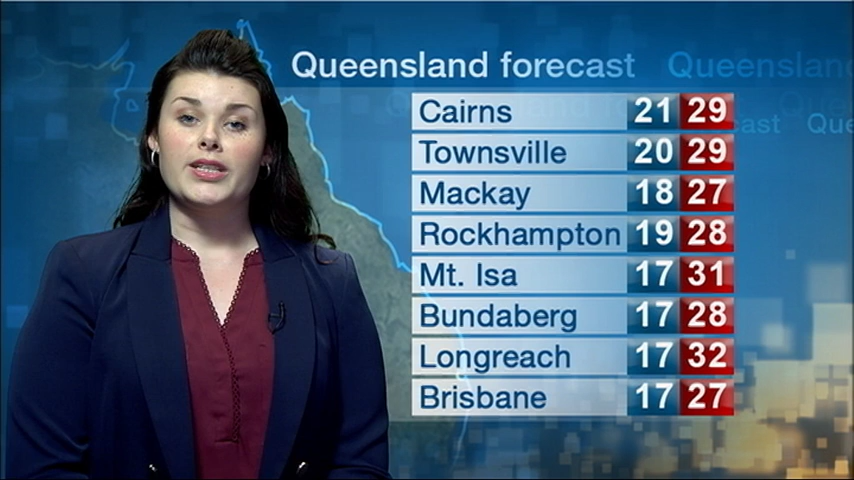 Queensland forecast Queensland
Cairns 21 29
Townsville 20 29
Mackay 18 27
Rockhampton 19 28
Mt. Isa 17 31
Bundaberg 17 28
Longreach 17 32
Brisbane 17 27